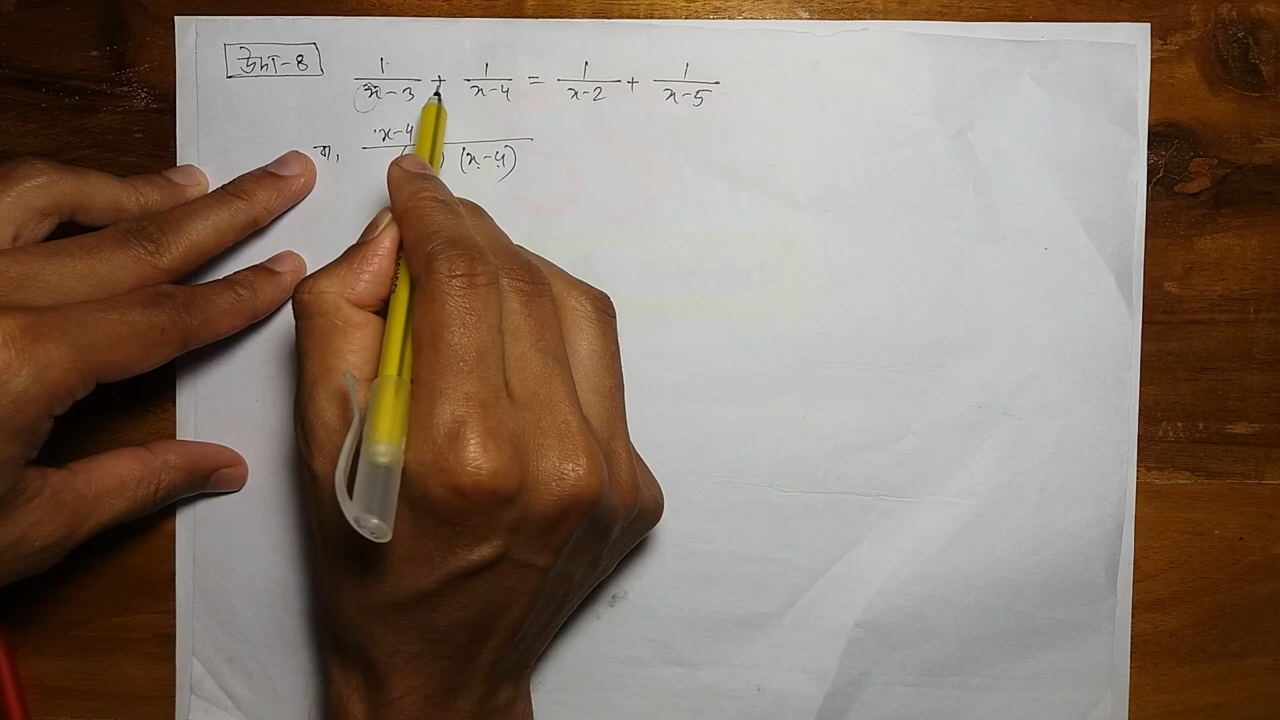 উদা-৪ 1/x-3 + 1/x-4 = 1/x-2 + 1/x-5
বা, x-4 / (x-4)